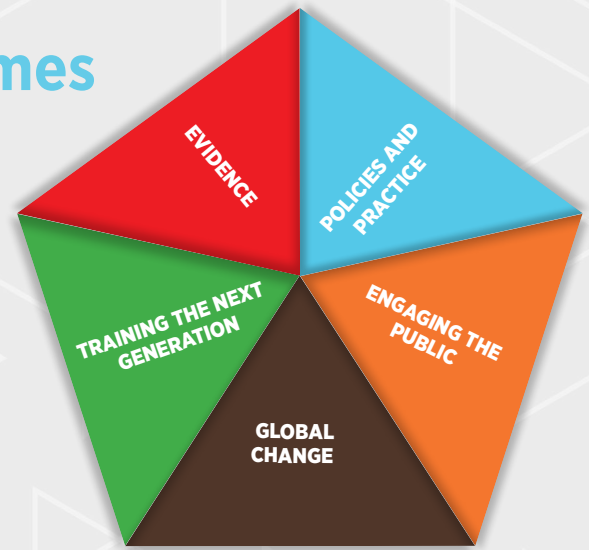 mes
EVIDENCE
POLICIES AND
PRACTICE
TRAINING THE NEXT
GENERATION
ENGAGING THE
PUBLIC
GLOBAL
CHANGE